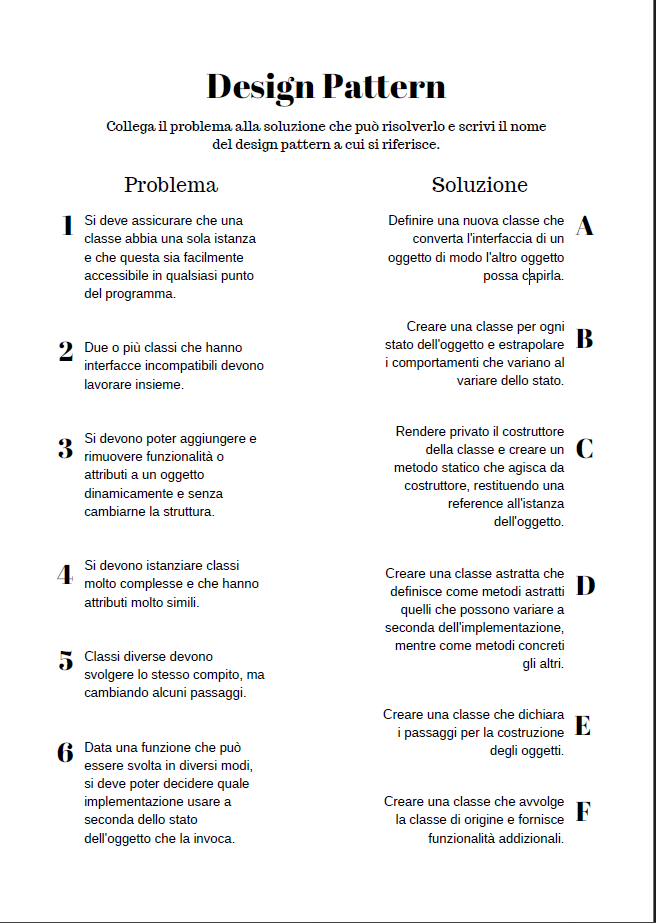 Design Pattern
Collega il problema alla soluzione che può risolverlo e scrivi il nome
del design pattern a cui si riferisce.
Problema
1
Si deve assicurare che una
classe abbia una sola istanza
e che questa sia facilmente
accessibile in qualsiasi punto
del programma.
2
Due o più classi che hanno
interfacce incompatibili devono
lavorare insieme.
3
Si devono poter aggiungere e
rimuovere funzionalità o
attributi a un oggetto
dinamicamente e senza
cambiarne la struttura.
4
Si devono istanziare classi
molto complesse e che hanno
attributi molto simili.
5
Classi diverse devono
svolgere lo stesso compito, ma
cambiando alcuni passaggi.
6
Data una funzione che può
essere svolta in diversi modi,
si deve poter decidere quale
implementazione usare a
seconda dello stato
dell'oggetto che la invoca.
Soluzione
Definire una nuova classe che
converta l'interfaccia di un
oggetto di modo l'altro oggetto
possa capirla.
A
Creare una classe per ogni
stato dell'oggetto e estrapolare
i comportamenti che variano al
variare dello stato.
B
Rendere privato il costruttore
della classe e creare un
metodo statico che agisca da
costruttore, restituendo una
reference all'istanza
dell'oggetto.
C
Creare una classe astratta che
definisce come metodi astratti
quelli che possono variare a
seconda dell'implementazione,
mentre come metodi concreti
gli altri.
D
Creare una classe che dichiara
i passaggi per la costruzione
degli oggetti.
E
Creare una classe che avvolge
la classe di origine e fornisce
funzionalità addizionali.
F